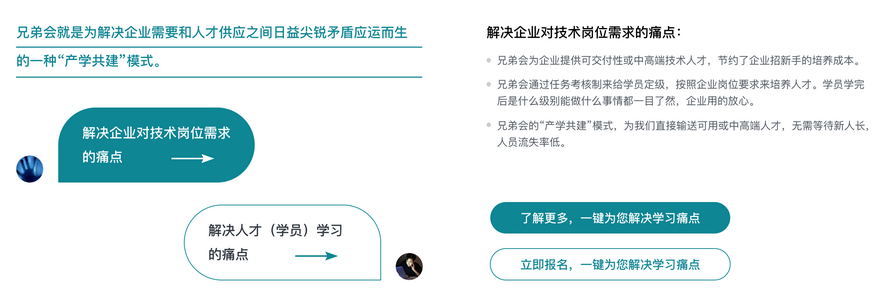 兄弟会就是为解决企业需要和人才供应之间日益尖锐矛盾应运而生
的一种“产学共建”模式。
解决企业对技术岗位需求
的痛点
解决人才（学员）学习
的痛点
解决企业对技术岗位需求的痛点：
兄弟会为企业提供可交付性或中高端技术人才，节约了企业招新手的培养成本。
兄弟会通过任务考核制来给学员定级，按照企业岗位要求来培养人才。学员学完
后是什么级别能做什么事情都一目了然，企业用的放心。
兄弟会的“产学共建”模式，为我们直接输送可用或中高端人才，无需等待新人长，
人员流失率低。
了解更多，一键为您解决学习痛点
立即报名，一键为您解决学习痛点